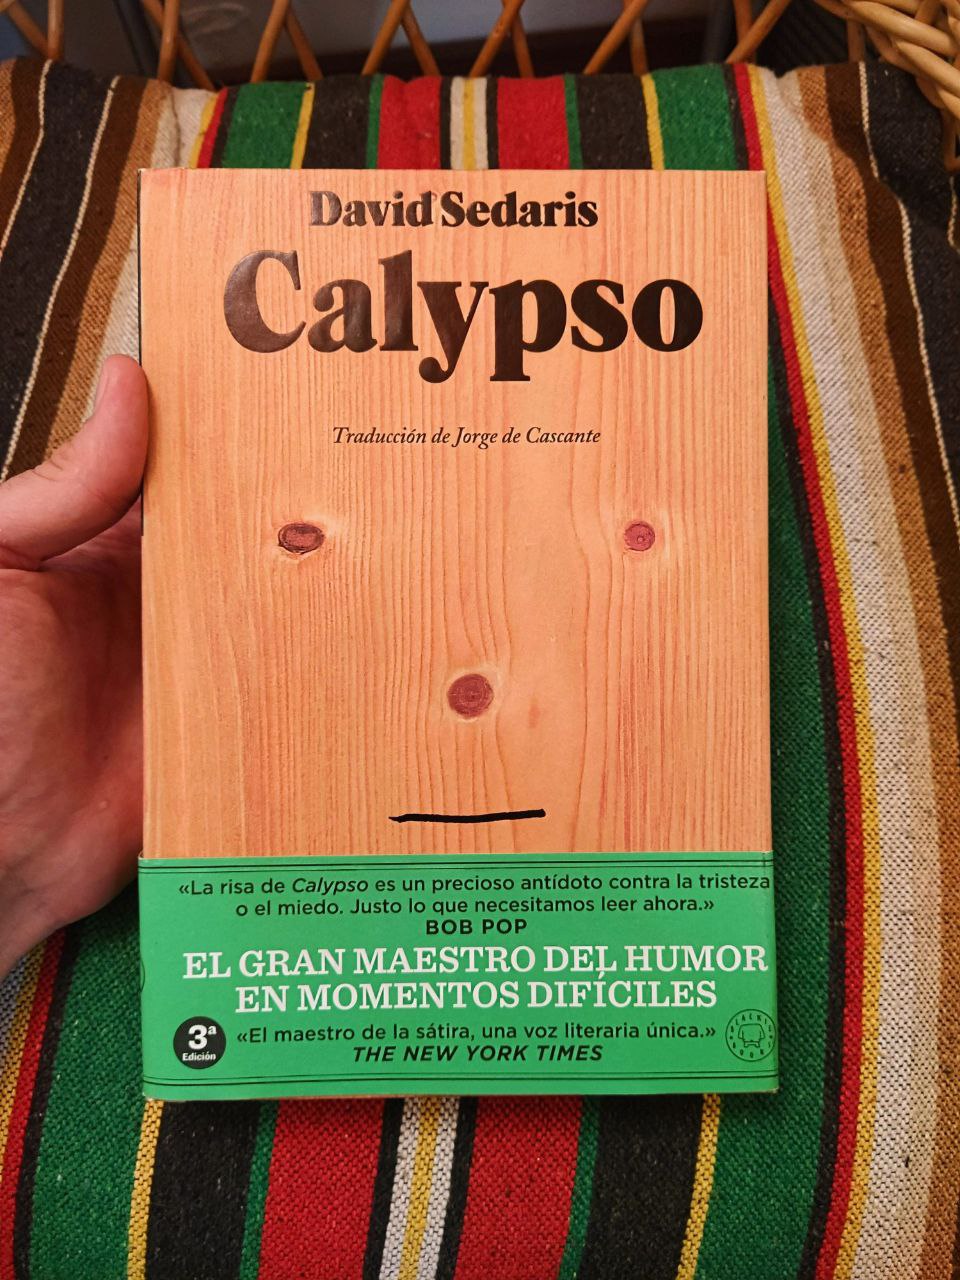 David Sedaris
Calypso
Traducción de Jorge de Cascante
«La risa de Calypso es un precioso antídoto contra la tristeza
o el miedo. Justo lo que necesitamos leer ahora.»
BOB POP
EL GRAN MAESTRO DEL HUMOR
EN MOMENTOS DIFÍCILES
3ª
Edición
«El maestro de la sátira, una voz literaria única.»
THE NEW YORK TIMES
BLACKIE
BOOKS